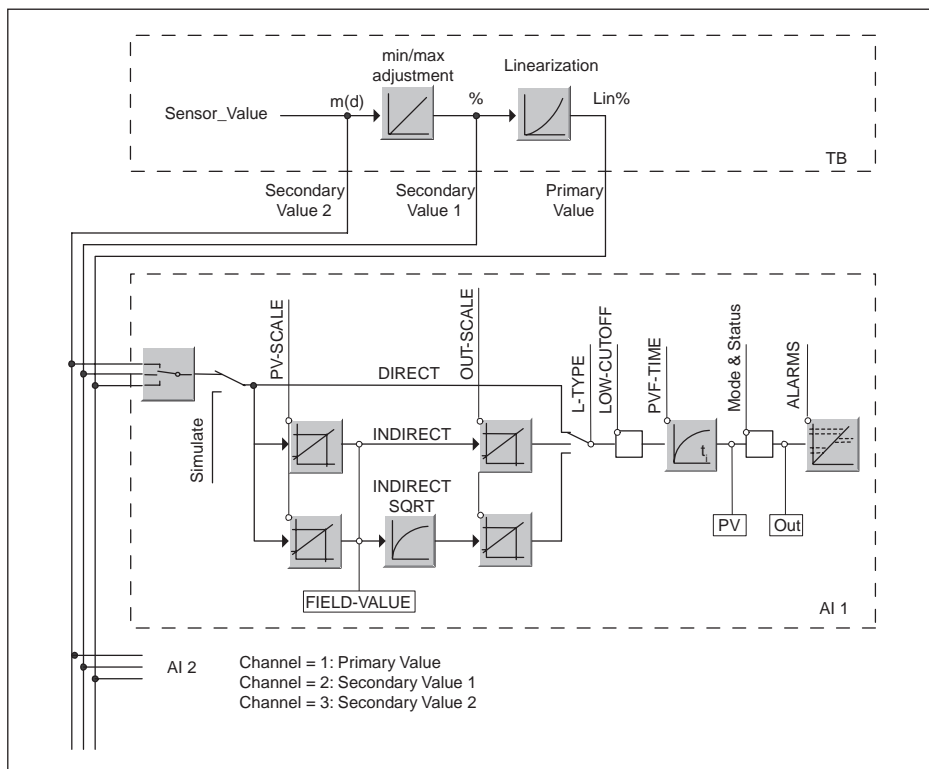 min/max
adjustment
Linearization
Sensor_Value
m(d)
%
Lin%
TB
Secondary
Value 2
Secondary
Value 1
Primary
Value
PV-SCALE
OUT-SCALE
L-TYPE
LOW-CUTOFF
PVF-TIME
Mode & Status
ALARMS
DIRECT
Simulate
INDIRECT
t i
INDIRECT
SQRT
PV
Out
FIELD-VALUE
AI 1
AI 2
Channel = 1: Primary Value
Channel = 2: Secondary Value 1
Channel = 3: Secondary Value 2